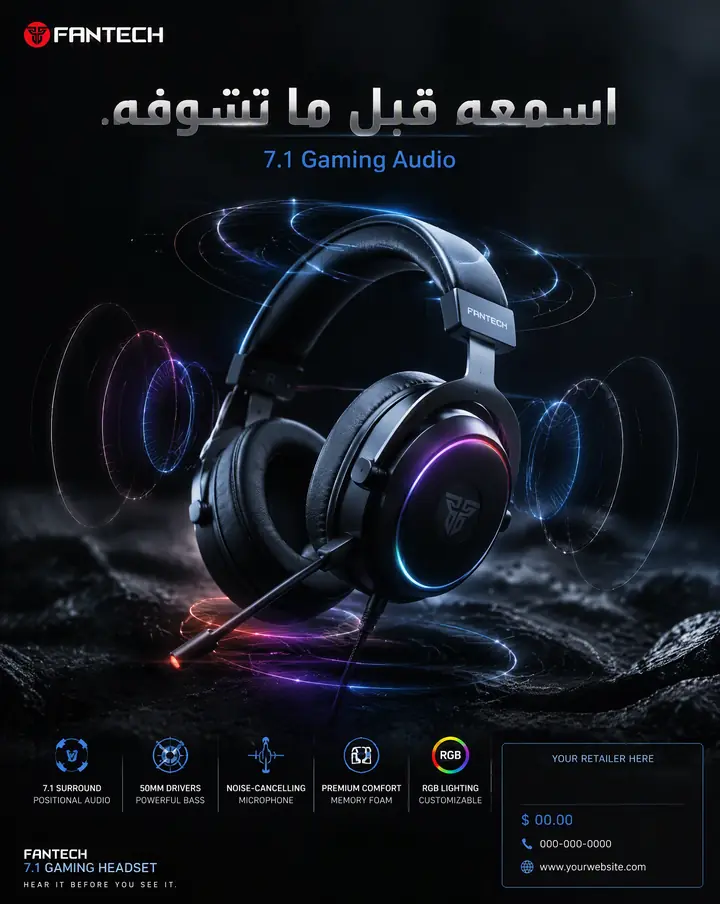 FANTECH
اسمعه قبل ما تشوفه.
7.1 Gaming Audio
FANTECH
7.1 SURROUND
POSITIONAL AUDIO
50MM DRIVERS
POWERFUL BASS
NOISE-CANCELLING
MICROPHONE
PREMIUM COMFORT
MEMORY FOAM
RGB
RGB LIGHTING
CUSTOMIZABLE
YOUR RETAILER HERE
$ 00.00
000-000-0000
www.yourwebsite.com
FANTECH
7.1 GAMING HEADSET
HEAR IT BEFORE YOU SEE IT.